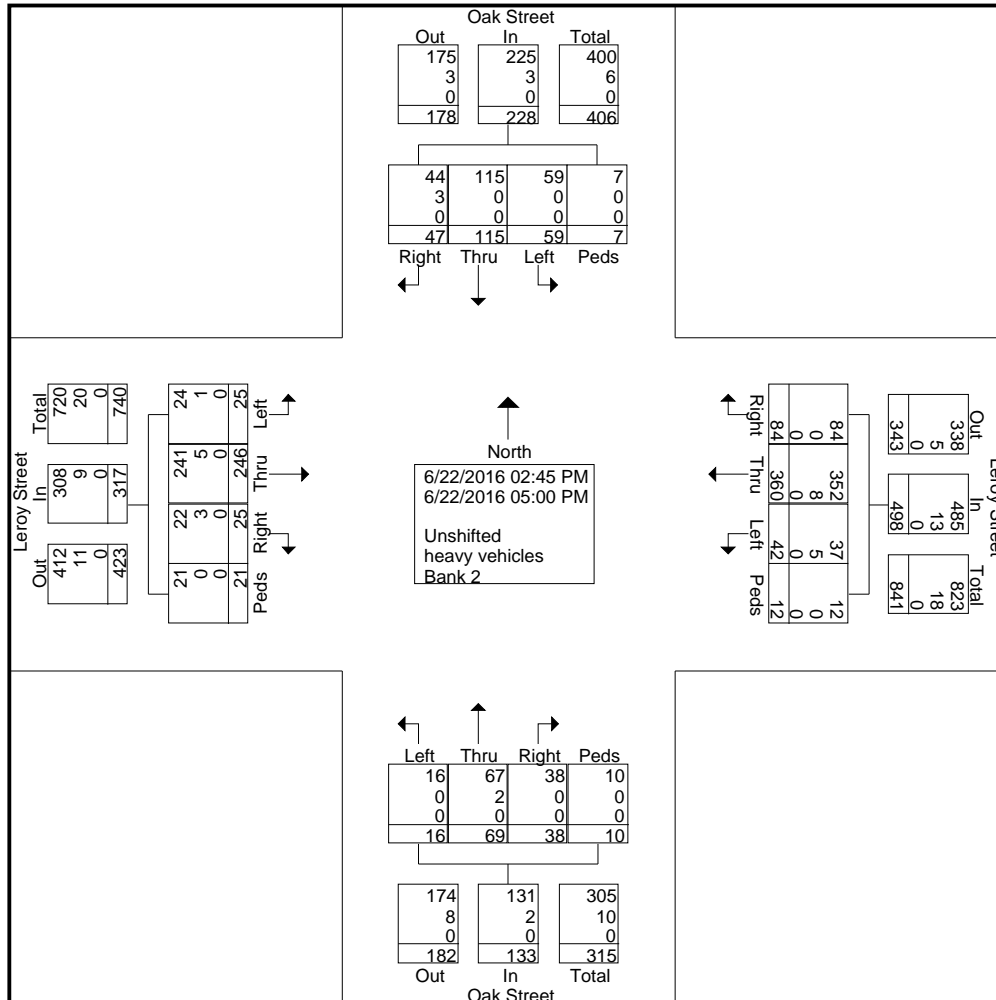 Oak Street
Out In Total
175 225 400
3 3 6
0 0 0
178 228 406
44 115 59 7
3 0 0 0
0 0 0 0
47 115 59 7
Right Thru Left Peds
Leroy Street
Total
720
20
0
740
In
308
9
0
317
Out
412
11
0
423
24
1
0
25
Left
241
5
0
246
Thru
22
3
0
25
Right
21
0
0
21
Peds
North
6/22/2016 02:45 PM
6/22/2016 05:00 PM
Unshifted
heavy vehicles
Bank 2
Right
84
0
0
84
Thru
352
8
0
360
Left
37
5
0
42
Peds
12
0
0
12
Leroy Street
Out
338
5
0
343
In
485
13
0
498
Total
823
18
0
841
Left Thru Right Peds
16 67 38 10
0 2 0 0
0 0 0 0
16 69 38 10
174 131 305
8 2 10
0 0 0
182 133 315
Out In Total
Oak Street